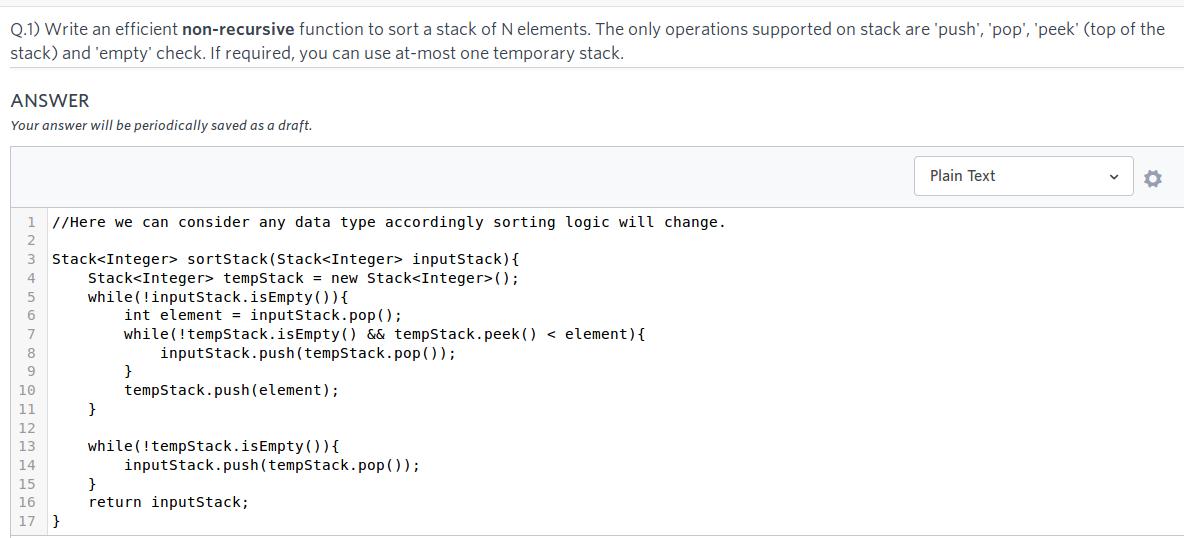 Q.1) Write an efficient non-recursive function to sort a stack of N elements. The only operations supported on stack are 'push', 'pop', 'peek' (top of the
stack) and 'empty' check. If required, you can use at-most one temporary stack.
ANSWER
Your answer will be periodically saved as a draft.
Plain Text
1 //Here we can consider any data type accordingly sorting logic will change.
2
3 Stack<Integer> sortStack(Stack<Integer> inputStack){
4     Stack<Integer> tempStack = new Stack<Integer>();
5     while(!inputStack.isEmpty()){
6         int element = inputStack.pop();
7         while(!tempStack.isEmpty() && tempStack.peek() < element){
8             inputStack.push(tempStack.pop());
9         }
10         tempStack.push(element);
11     }
12
13     while(!tempStack.isEmpty()){
14         inputStack.push(tempStack.pop());
15     }
16     return inputStack;
17 }